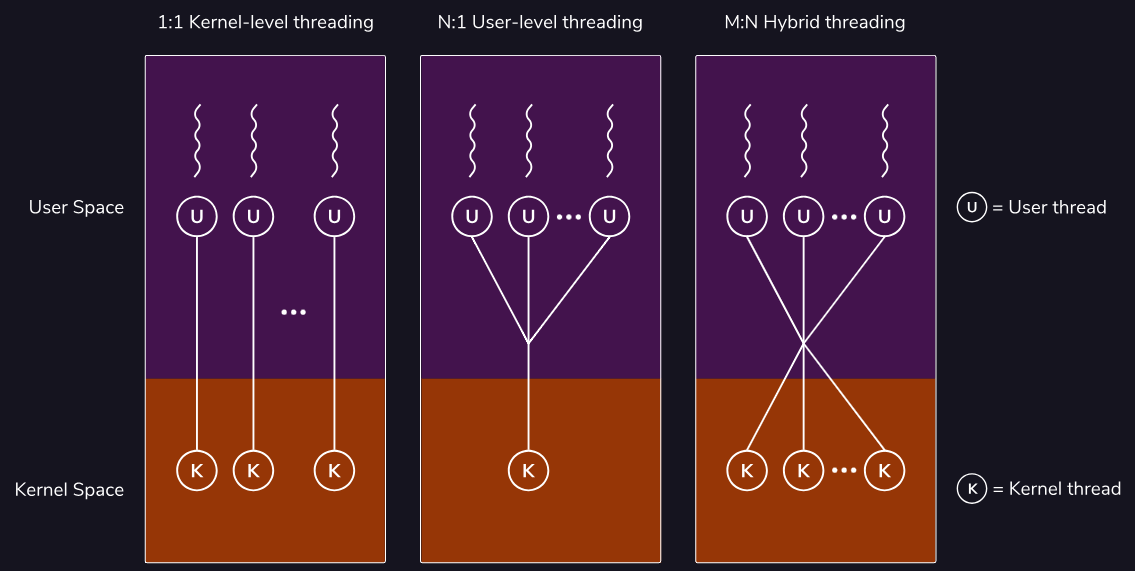 1:1 Kernel-level threading
N:1 User-level threading
M:N Hybrid threading
User Space
U U U
U U ••• U
U U ••• U
U = User thread
•••
Kernel Space
K K K
K
K K ••• K
K = Kernel thread